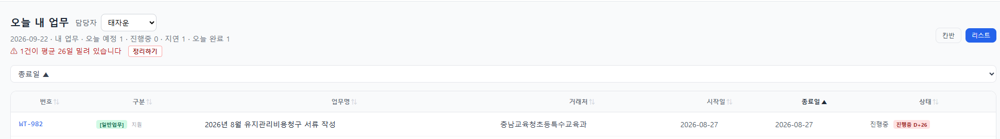 오늘 내 업무 담당자 태자운
2026-09-22 · 내 업무 · 오늘 예정 1 · 진행중 0 · 지연 1 · 오늘 완료 1
칸반 리스트
⚠ 1건이 평균 26일 밀려 있습니다 정리하기
종료일 ▲
번호⇅ 구분⇅ 업무명⇅ 거래처⇅ 시작일⇅ 종료일▲ 상태⇅
WT-982 [일반업무] 지원 2026년 8월 유지관리비용청구 서류 작성 충남교육청초등특수교육과 2026-08-27 2026-08-27 진행중 진행중 D+26